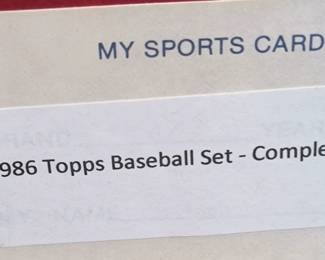 MY SPORTS CARD
986 Topps Baseball Set - Comple